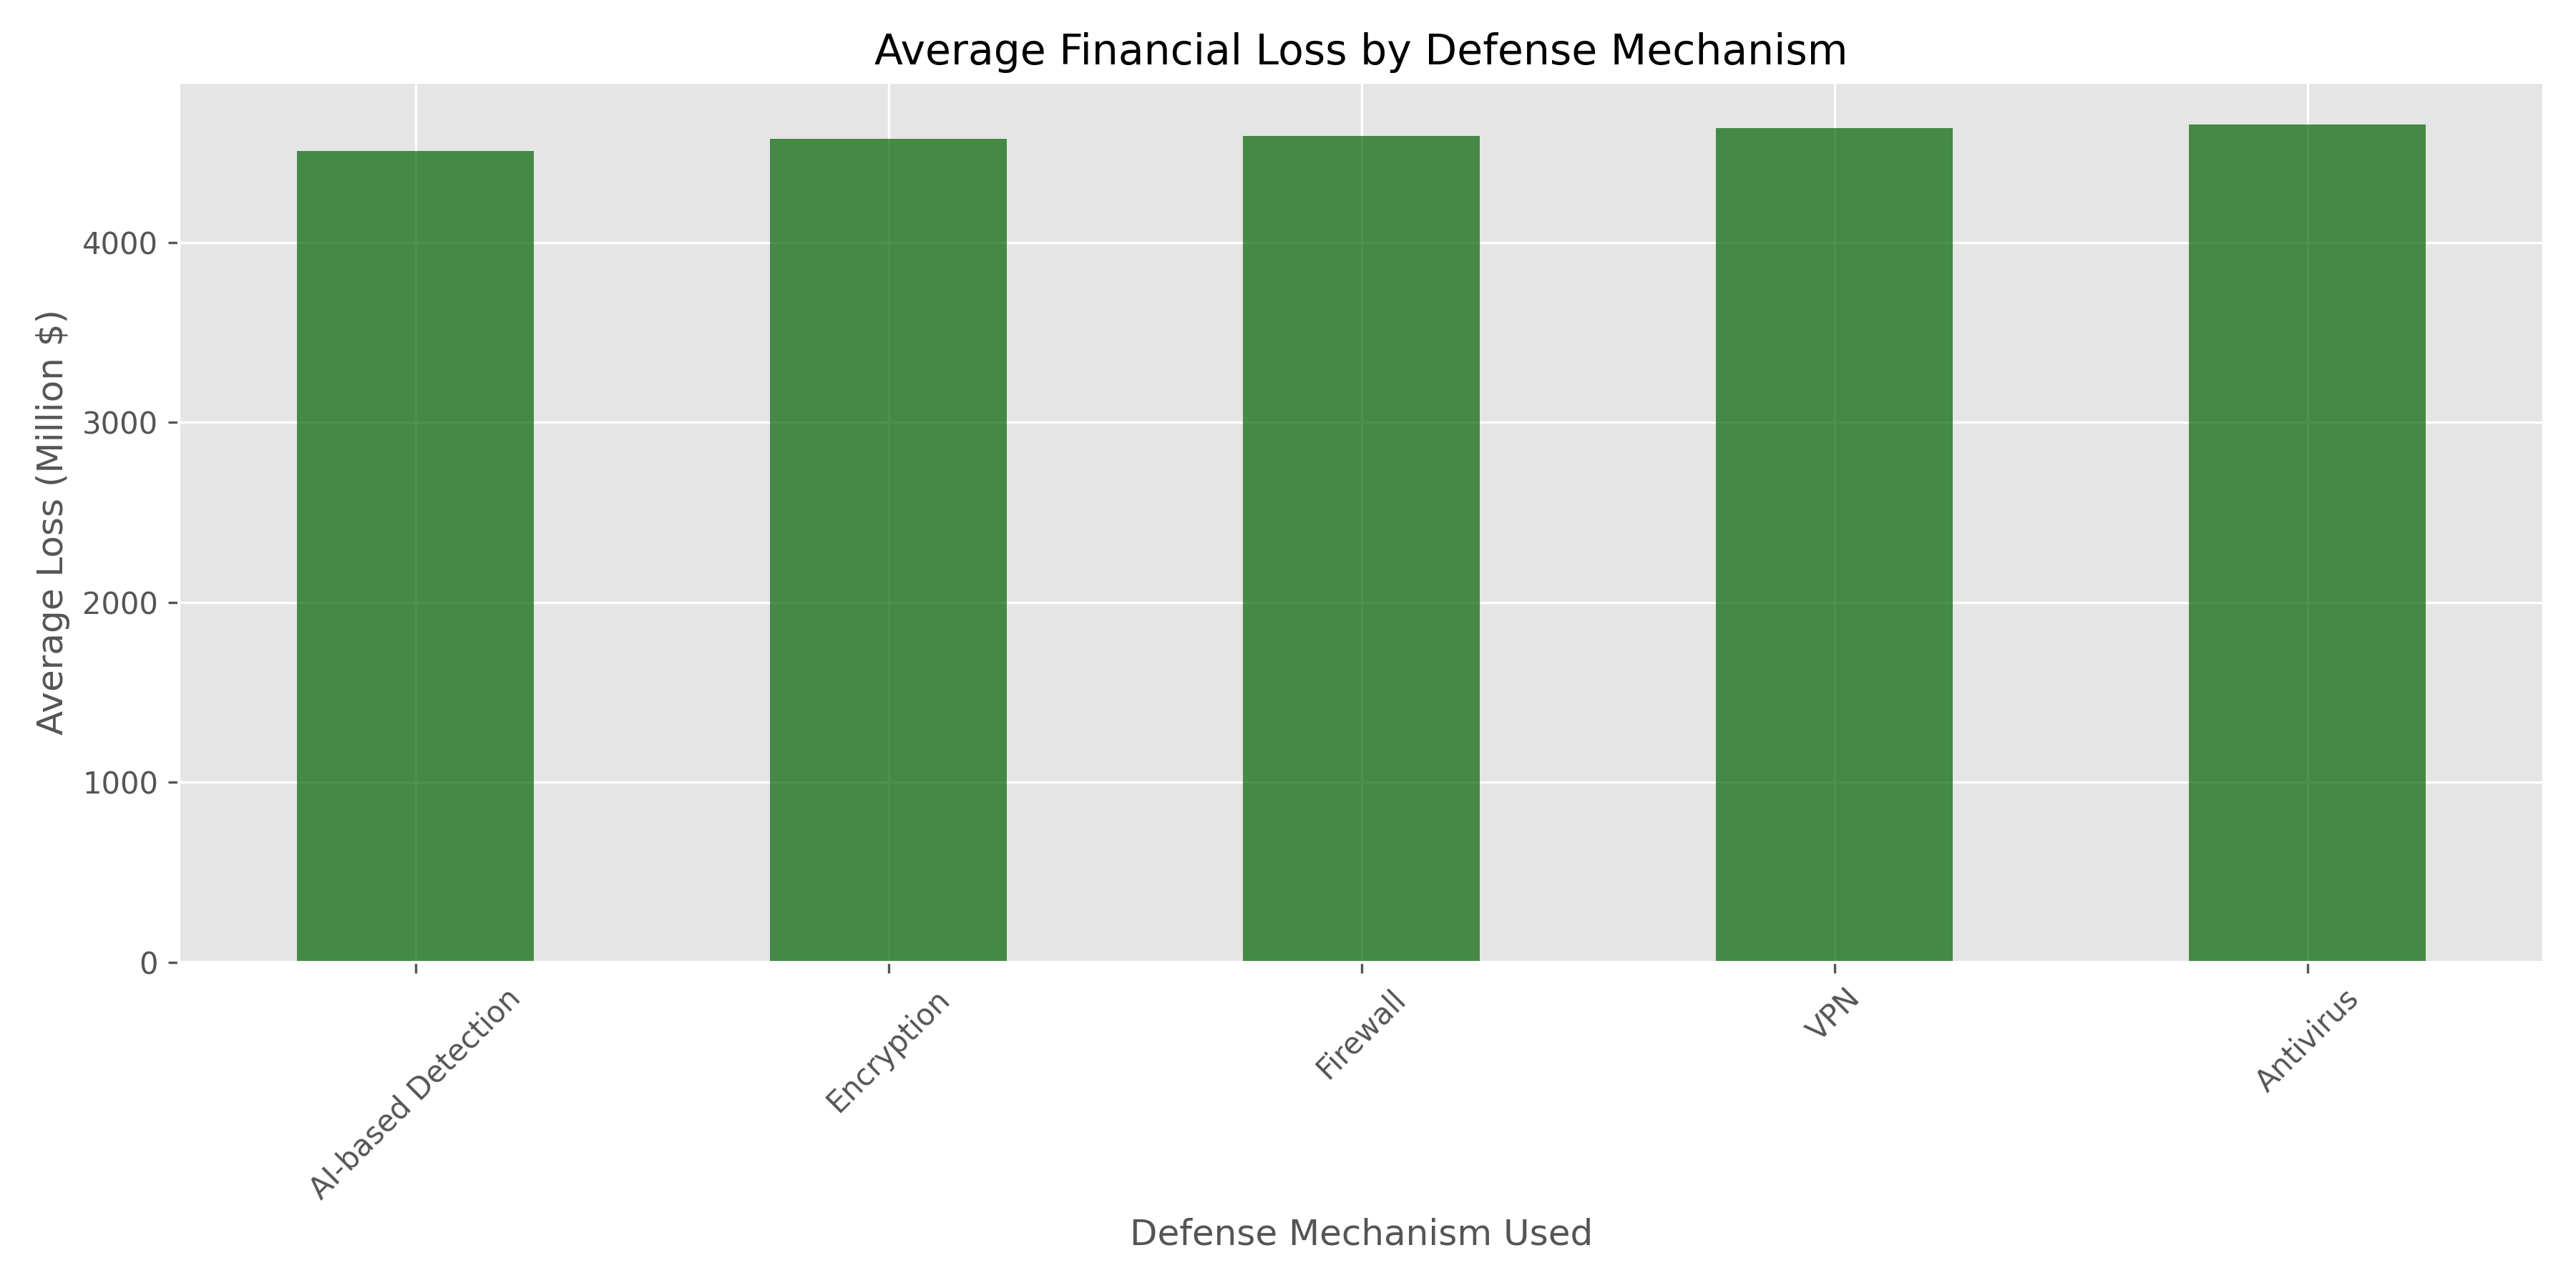 Average Financial Loss by Defense Mechanism
Average Loss (Million $)
4000
3000
2000
1000
0
AI-based Detection
Encryption
Firewall
VPN
Antivirus
Defense Mechanism Used